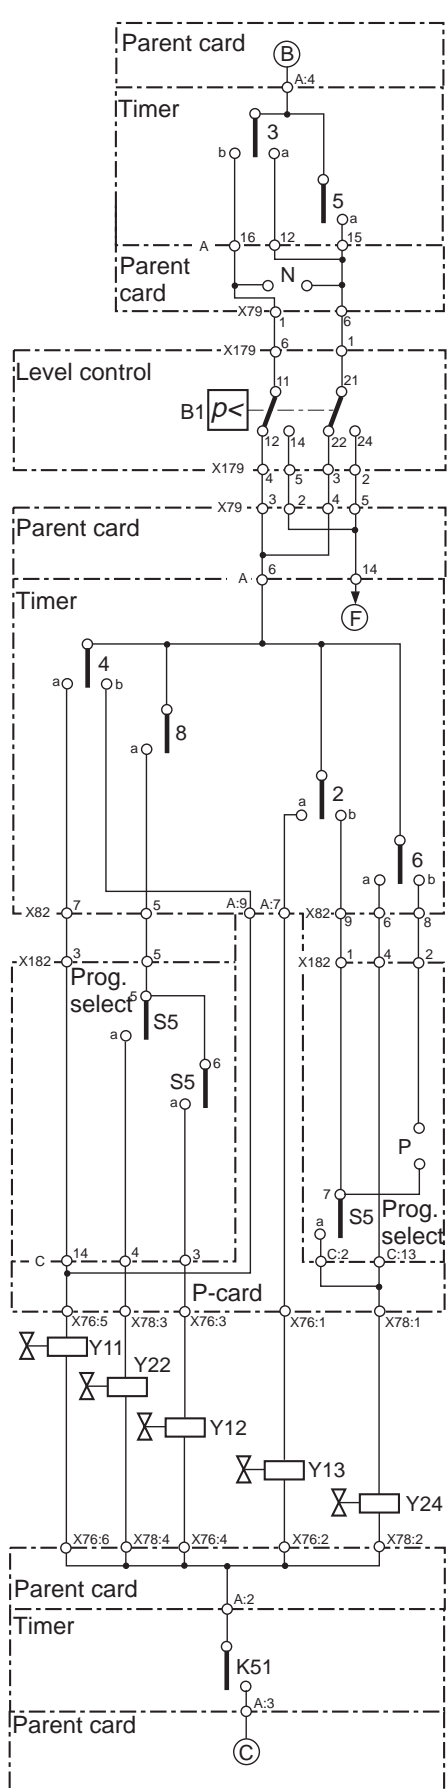 Parent card
B
A:4
Timer
3
b
a
5
a
A
16
12
15
Parent
card
N
X79
1
6
X179
6
1
Level control
11
21
B1
p<
12
14
22
24
X179
4
5
3
2
X79
3
2
4
5
Parent card
A
6
14
F
Timer
a
4
b
8
a
a
2
b
6
a
b
X82
7
5
A:9
A:7
X82
9
6
8
X182
3
5
X182
1
4
2
Prog.
select
5
S5
a
S5
6
a
P
7
S5
Prog.
select
a
C
14
4
3
C:2
C:13
P-card
X76:5
X78:3
X76:3
X76:1
X78:1
Y11
Y22
Y12
Y13
Y24
X76:6
X78:4
X76:4
X76:2
X78:2
Parent card
A:2
Timer
K51
A:3
Parent card
C